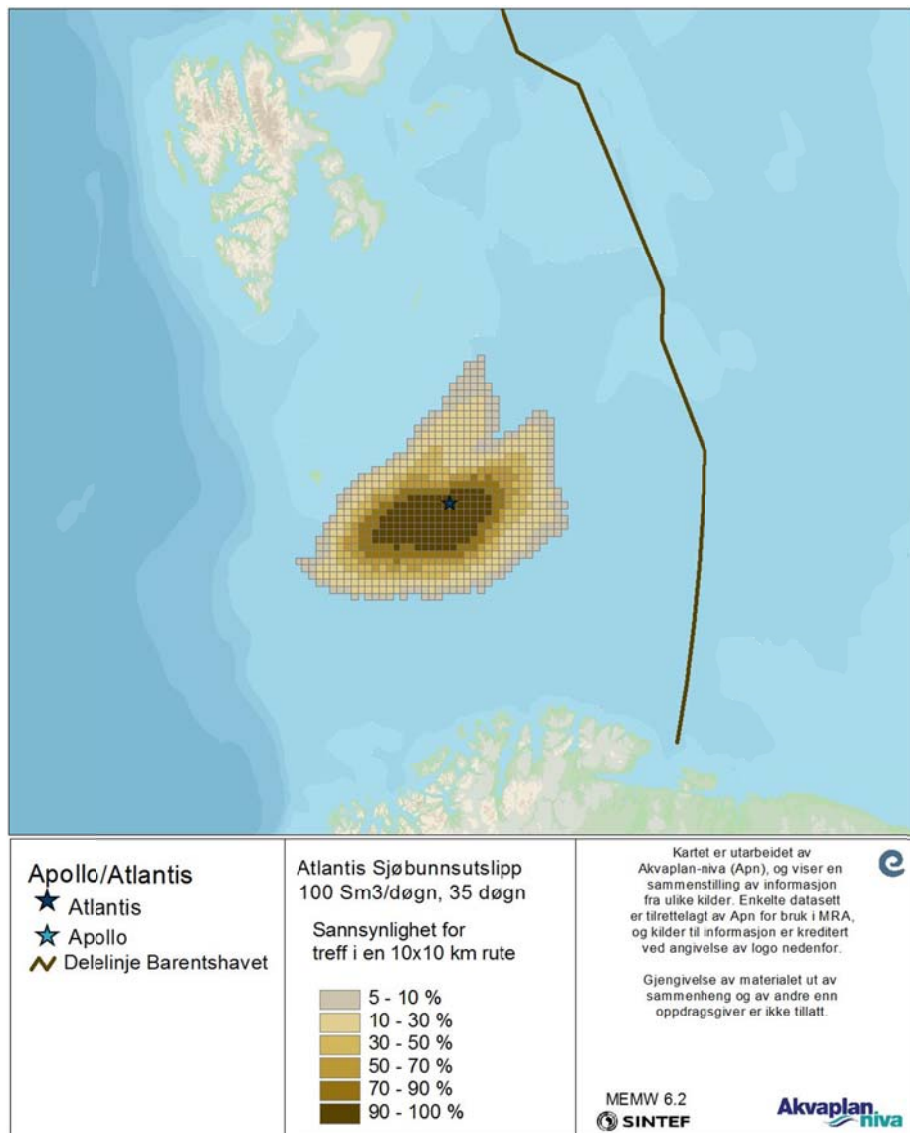 Apollo/Atlantis
Atlantis
Apollo
Delelinje Barentshavet
Atlantis Sjøbunnsutslipp
100 Sm3/døgn, 35 døgn
Sannsynlighet for
treff i en 10x10 km rute
5 - 10 %
10 - 30 %
30 - 50 %
50 - 70 %
70 - 90 %
90 - 100 %
Kartet er utarbeidet av
Akvaplan-niva (Apn), og viser en
sammenstilling av informasjon
fra ulike kilder. Enkelte datasett
er tilrettelagt av Apn for bruk i MRA,
og kilder til informasjon er kreditert
ved angivelse av logo nedenfor.
Gjengivelse av materialet ut av
sammenheng og av andre enn
oppdragsgiver er ikke tillatt.
MEMW 6.2
SINTEF
Akvaplan
niva